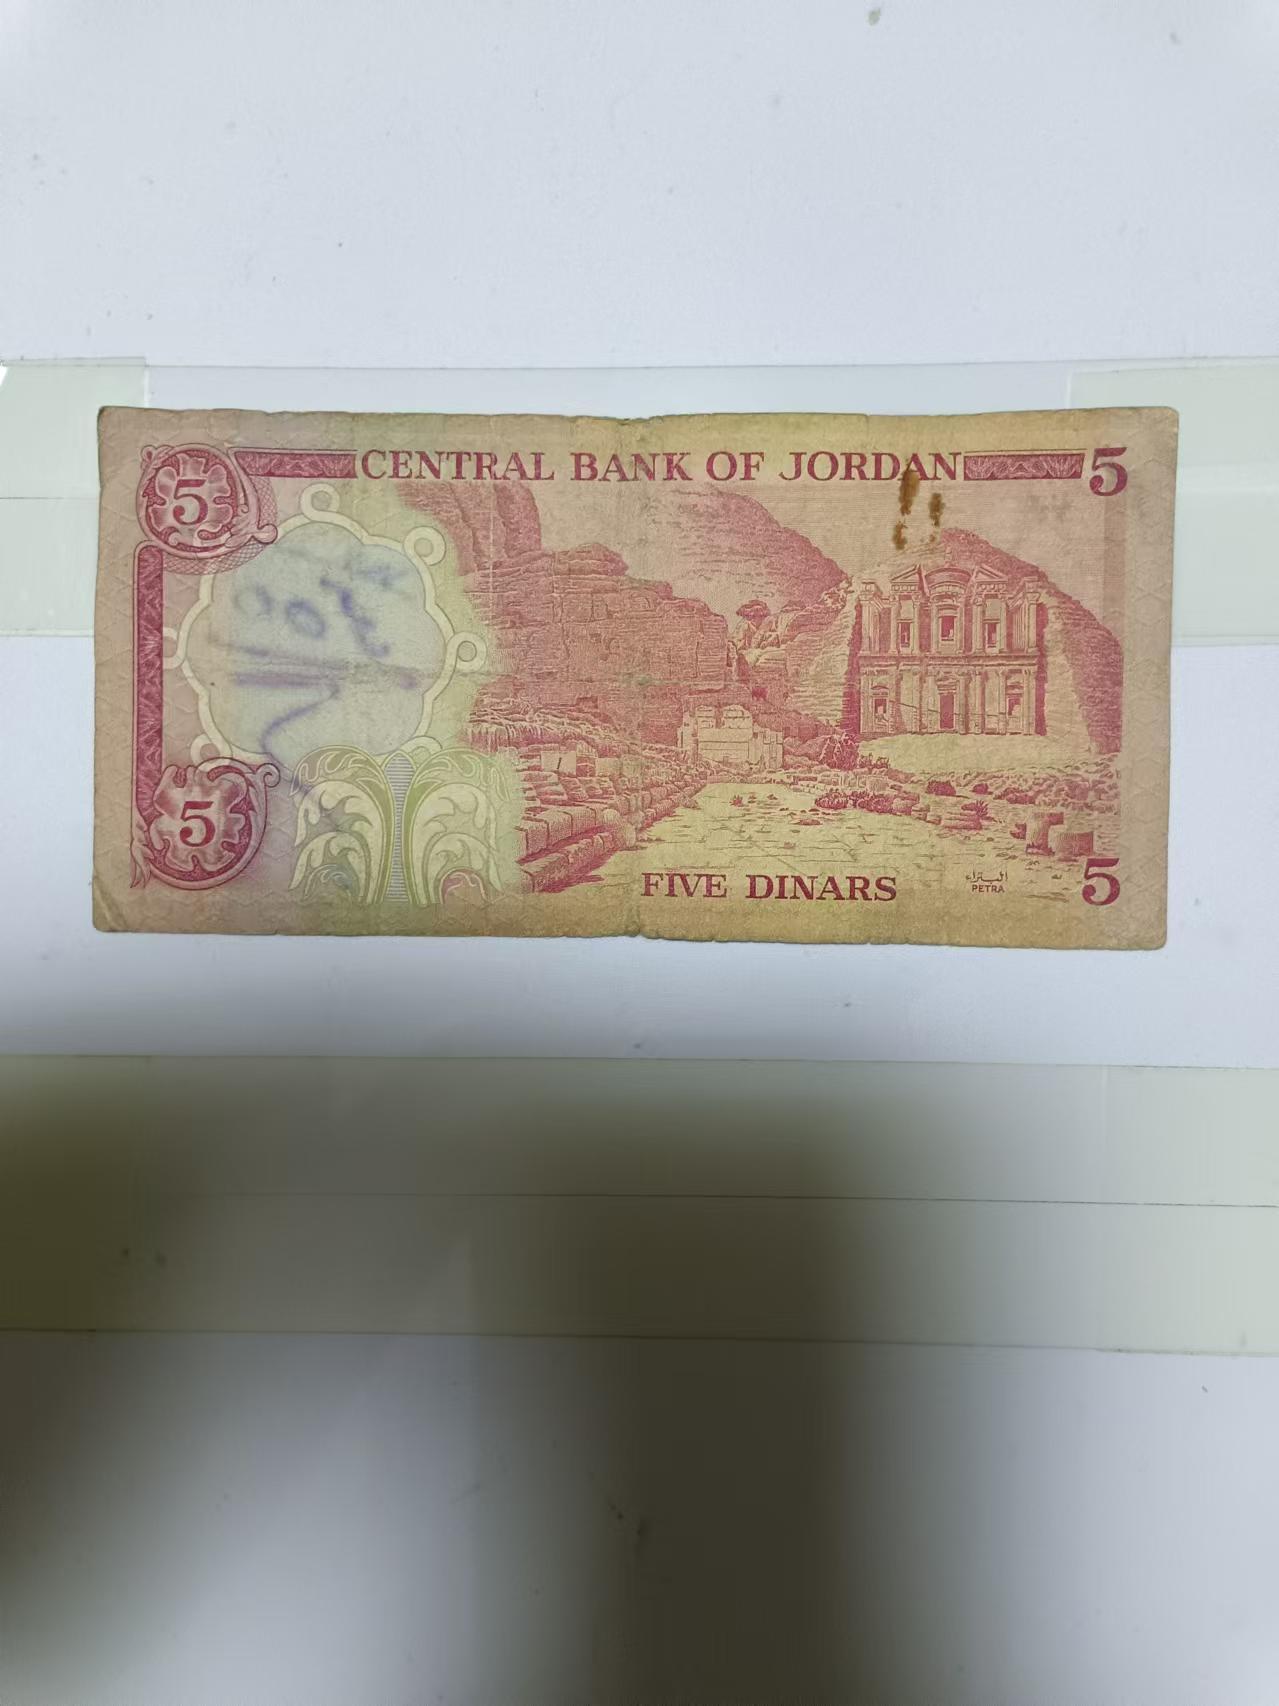 CENTRAL BANK OF JORDAN 5
5
5
FIVE DINARS
البتراء
PETRA
5